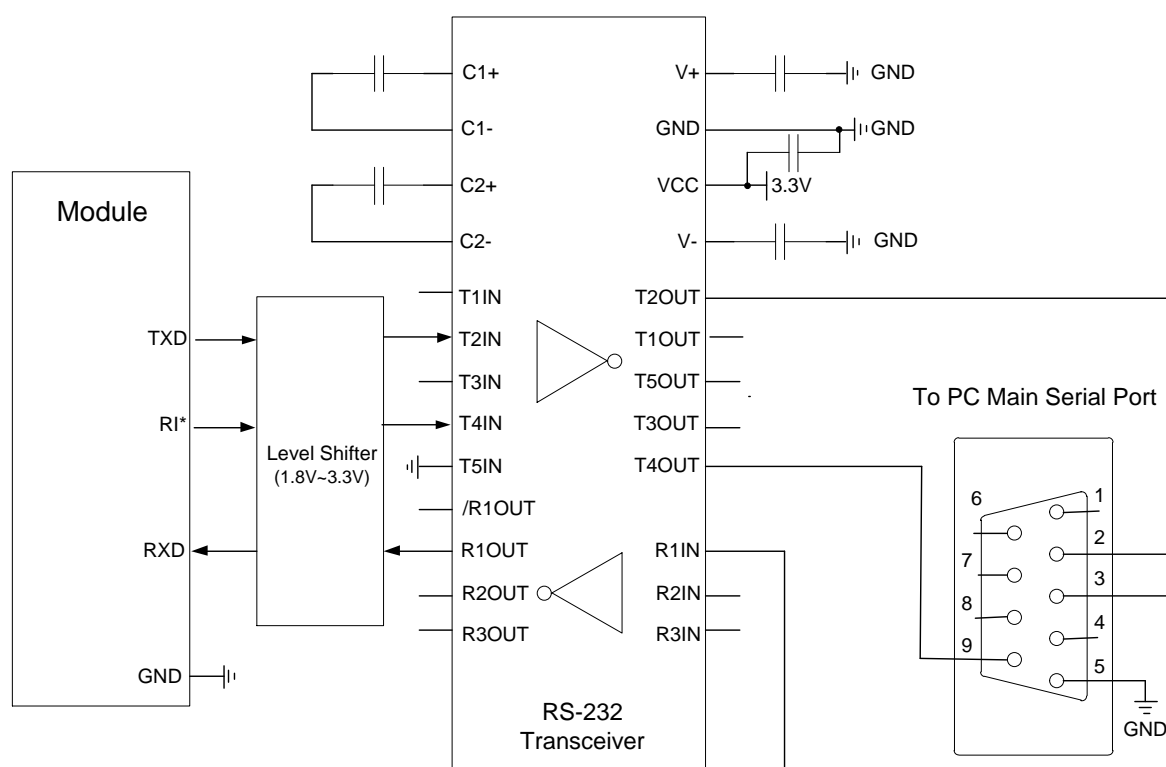 Module
TXD
RI*
RXD
GND
Level Shifter
(1.8V~3.3V)
C1+
C1-
C2+
C2-
T1IN
T2IN
T3IN
T4IN
T5IN
/R1OUT
R1OUT
R2OUT
R3OUT
V+
GND
VCC
V-
T2OUT
T1OUT
T5OUT
T3OUT
T4OUT
R1IN
R2IN
R3IN
RS-232
Transceiver
GND
GND
3.3V
GND
To PC Main Serial Port
6
7
8
9
1
2
3
4
5
GND